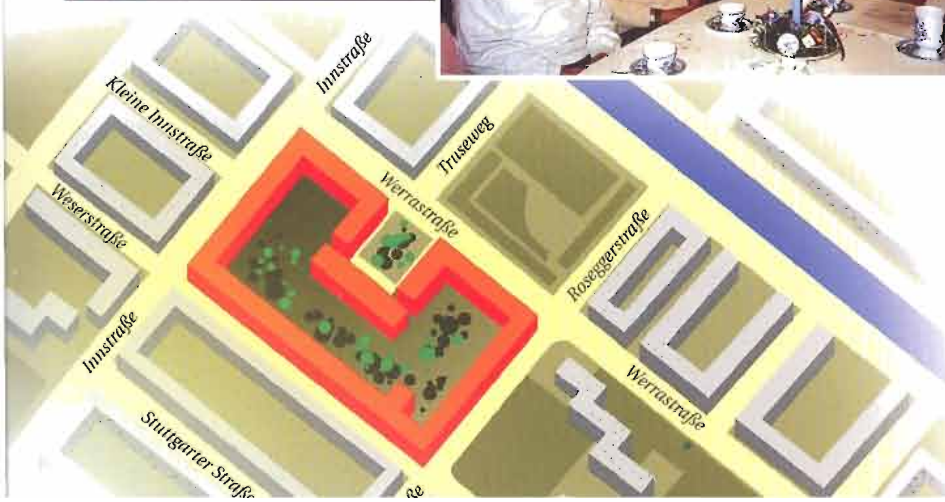 Innstraße
Kleine Innstraße
Truseweg
Werrastraße
Weserstraße
Roseggerstraße
Innstraße
Werrastraße
Stuttgarter Straße